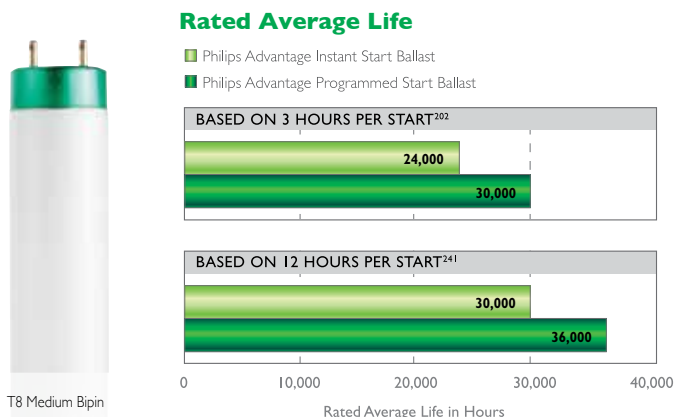 Rated Average Life
Philips Advantage Instant Start Ballast
Philips Advantage Programmed Start Ballast
BASED ON 3 HOURS PER START²⁰²
24,000
30,000
BASED ON 12 HOURS PER START²⁴¹
30,000
36,000
0 10,000 20,000 30,000 40,000
Rated Average Life in Hours
T8 Medium Bipin